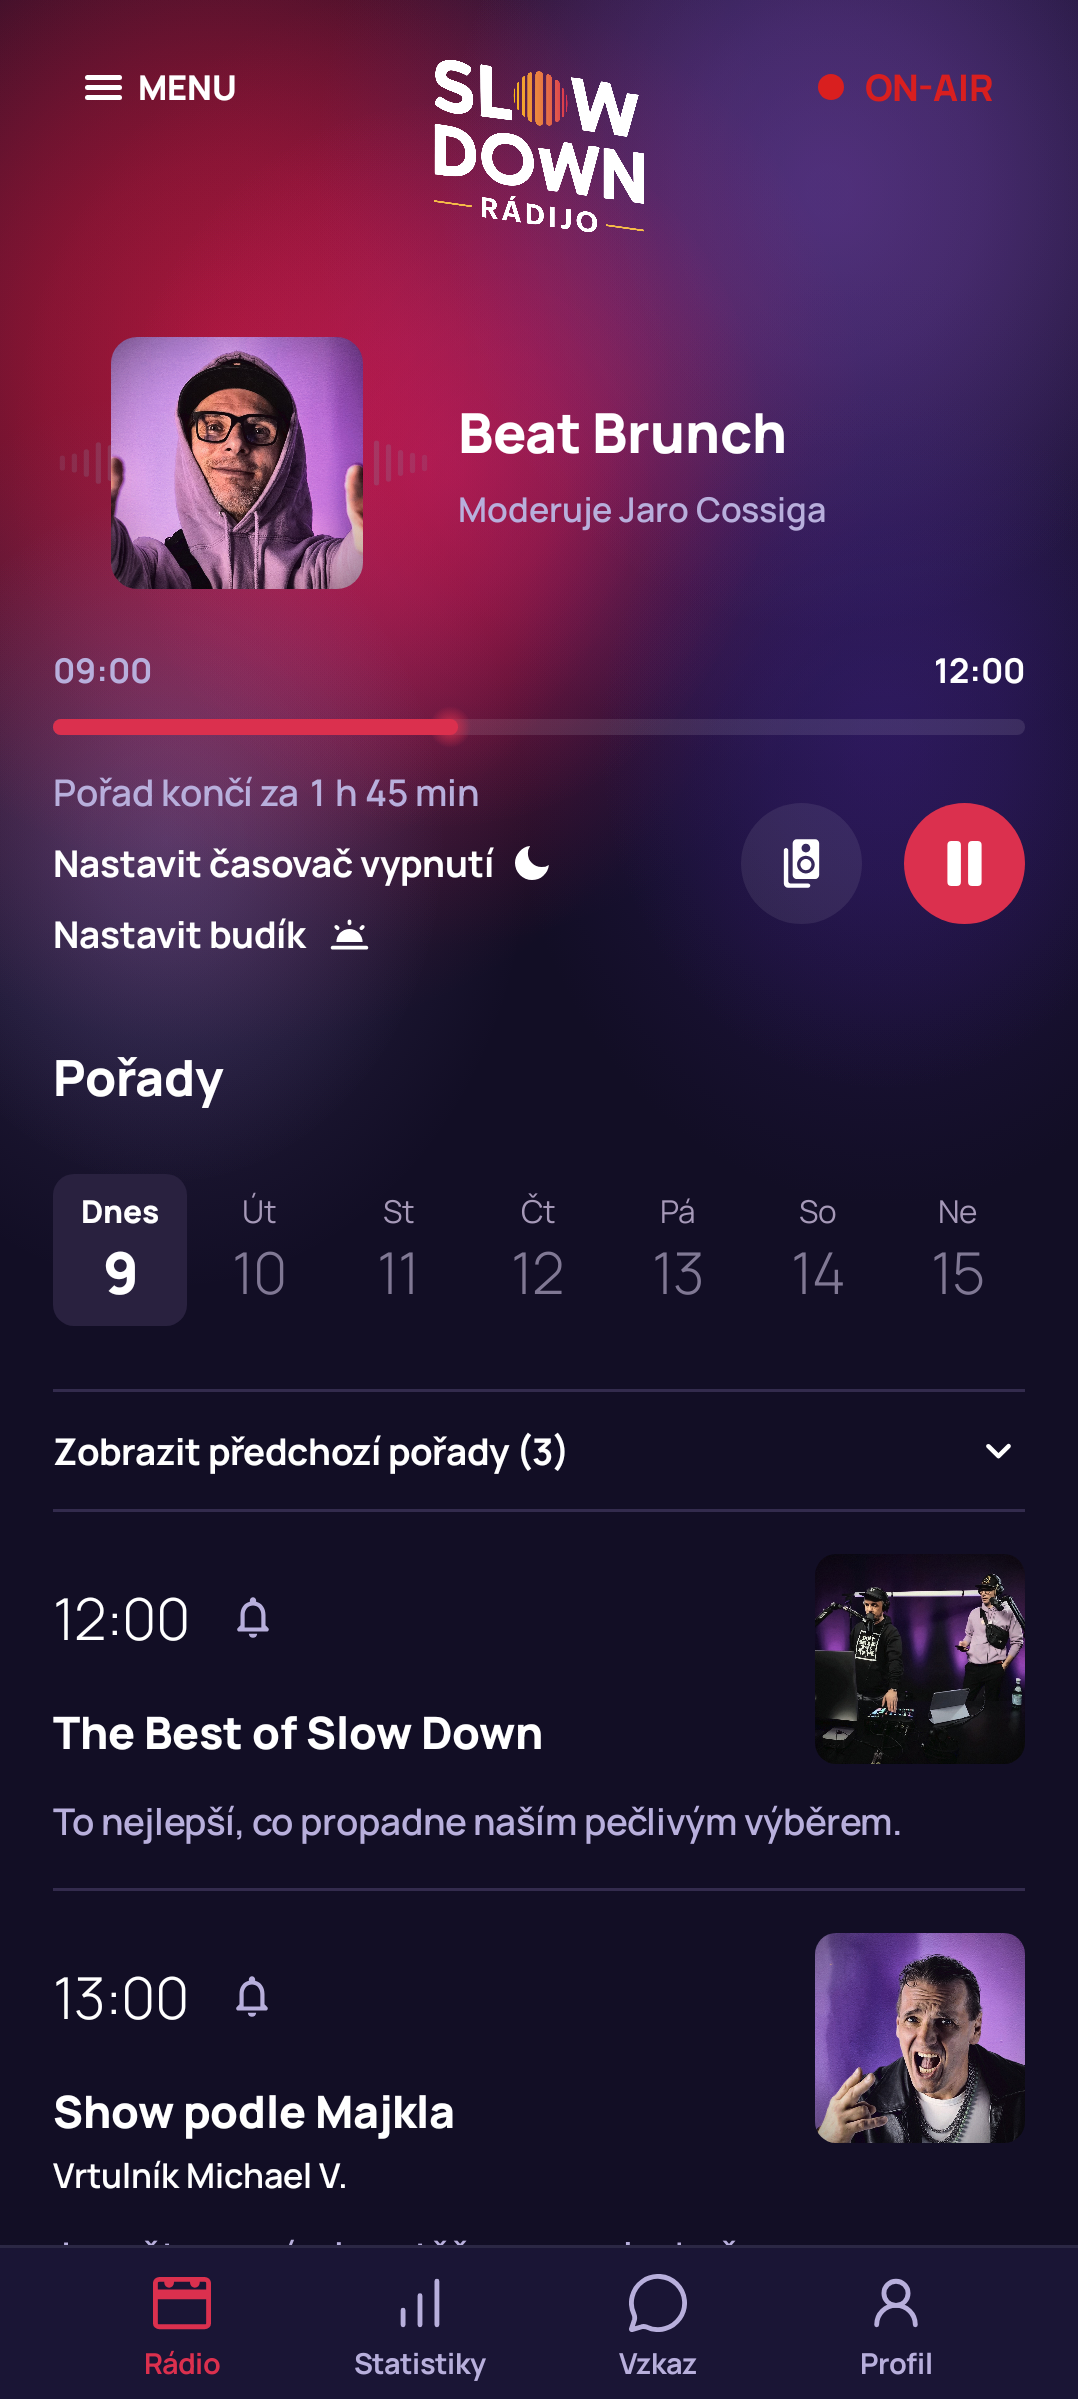 MENU
SLOW
DOWN
RÁDIJO
ON-AIR
Beat Brunch
Moderuje Jaro Cossiga
09:00
12:00
Pořad končí za 1 h 45 min
Nastavit časovač vypnutí
Nastavit budík
Pořady
Dnes Út St Čt Pá So Ne
9 10 11 12 13 14 15
Zobrazit předchozí pořady (3)
12:00
The Best of Slow Down
To nejlepší, co propadne naším pečlivým výběrem.
13:00
Show podle Majkla
Vrtulník Michael V.
Rádio Statistiky Vzkaz Profil